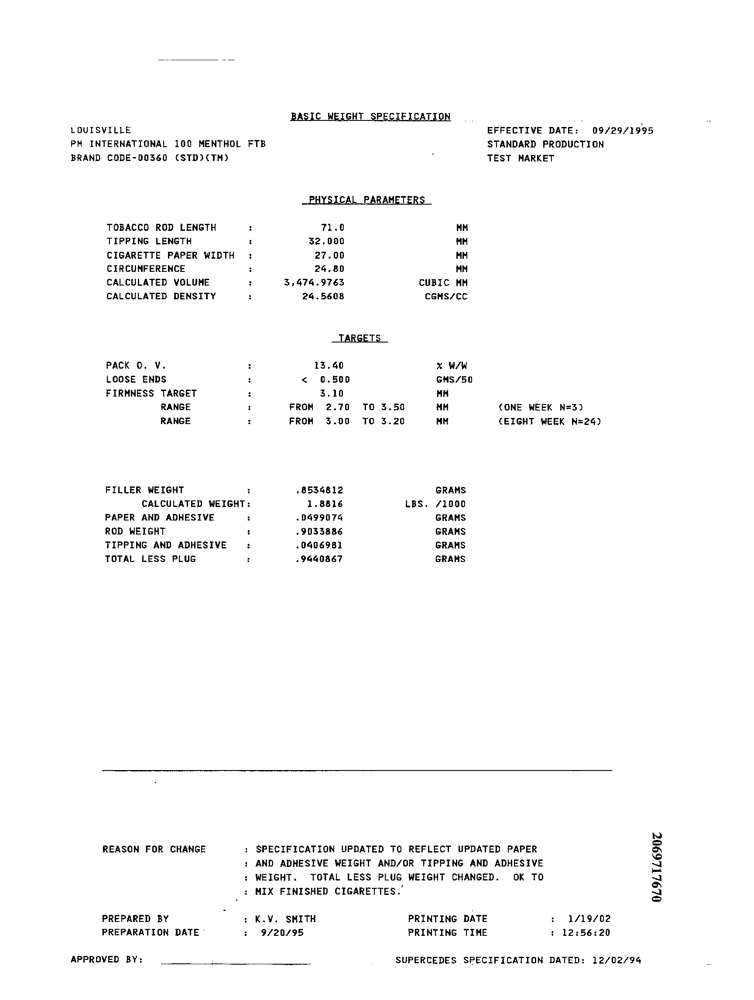 BASIC WEIGHT SPECIFICATION
LOUISVILLE EFFECTIVE DATE: 09/29/1995
PM INTERNATIONAL 100 MENTHOL FTB STANDARD PRODUCTION
BRAND CODE-00360 (STD)(TM) TEST MARKET
PHYSICAL PARAMETERS
TOBACCO ROD LENGTH : 71.0 MM
TIPPING LENGTH : 32.000 MM
CIGARETTE PAPER WIDTH : 27.00 MM
CIRCUMFERENCE : 24.80 MM
CALCULATED VOLUME : 3,474.9763 CUBIC MM
CALCULATED DENSITY : 24.5608 CGMS/CC
TARGETS
PACK O. V. : 13.40 % W/W
LOOSE ENDS : < 0.500 GMS/50
FIRMNESS TARGET : 3.10 MM
RANGE : FROM 2.70 TO 3.50 MM (ONE WEEK N=3)
RANGE : FROM 3.00 TO 3.20 MM (EIGHT WEEK N=24)
FILLER WEIGHT : .8534812 GRAMS
CALCULATED WEIGHT: 1.8816 LBS. /1000
PAPER AND ADHESIVE : .0499074 GRAMS
ROD WEIGHT : .9033886 GRAMS
TIPPING AND ADHESIVE : .0406981 GRAMS
TOTAL LESS PLUG : .9440867 GRAMS
REASON FOR CHANGE : SPECIFICATION UPDATED TO REFLECT UPDATED PAPER
: AND ADHESIVE WEIGHT AND/OR TIPPING AND ADHESIVE
: WEIGHT. TOTAL LESS PLUG WEIGHT CHANGED. OK TO
: MIX FINISHED CIGARETTES.
PREPARED BY : K.V. SMITH PRINTING DATE : 1/19/02
PREPARATION DATE : 9/20/95 PRINTING TIME : 12:56:20
APPROVED BY: SUPERCEDES SPECIFICATION DATED: 12/02/94
2069717670